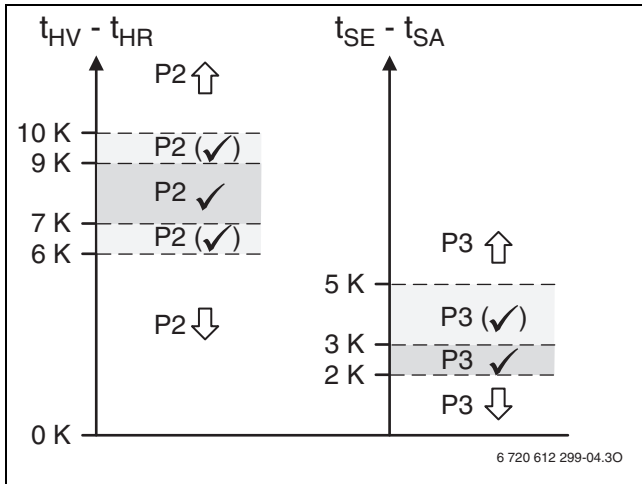 t_HV - t_HR
P2 ⇧
10 K
P2 (✓)
9 K
P2 ✓
7 K
P2 (✓)
6 K
P2 ⇩
0 K
t_SE - t_SA
P3 ⇧
5 K
P3 (✓)
3 K
P3 ✓
2 K
P3 ⇩
6 720 612 299-04.3O